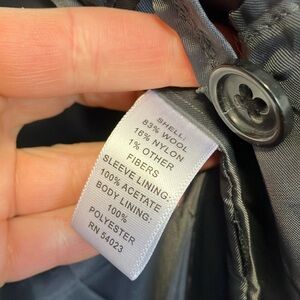 SHELL:
83% WOOL
16% NYLON
1% OTHER
FIBERS
SLEEVE LINING:
100% ACETATE
BODY LINING:
100%
POLYESTER
RN 54023